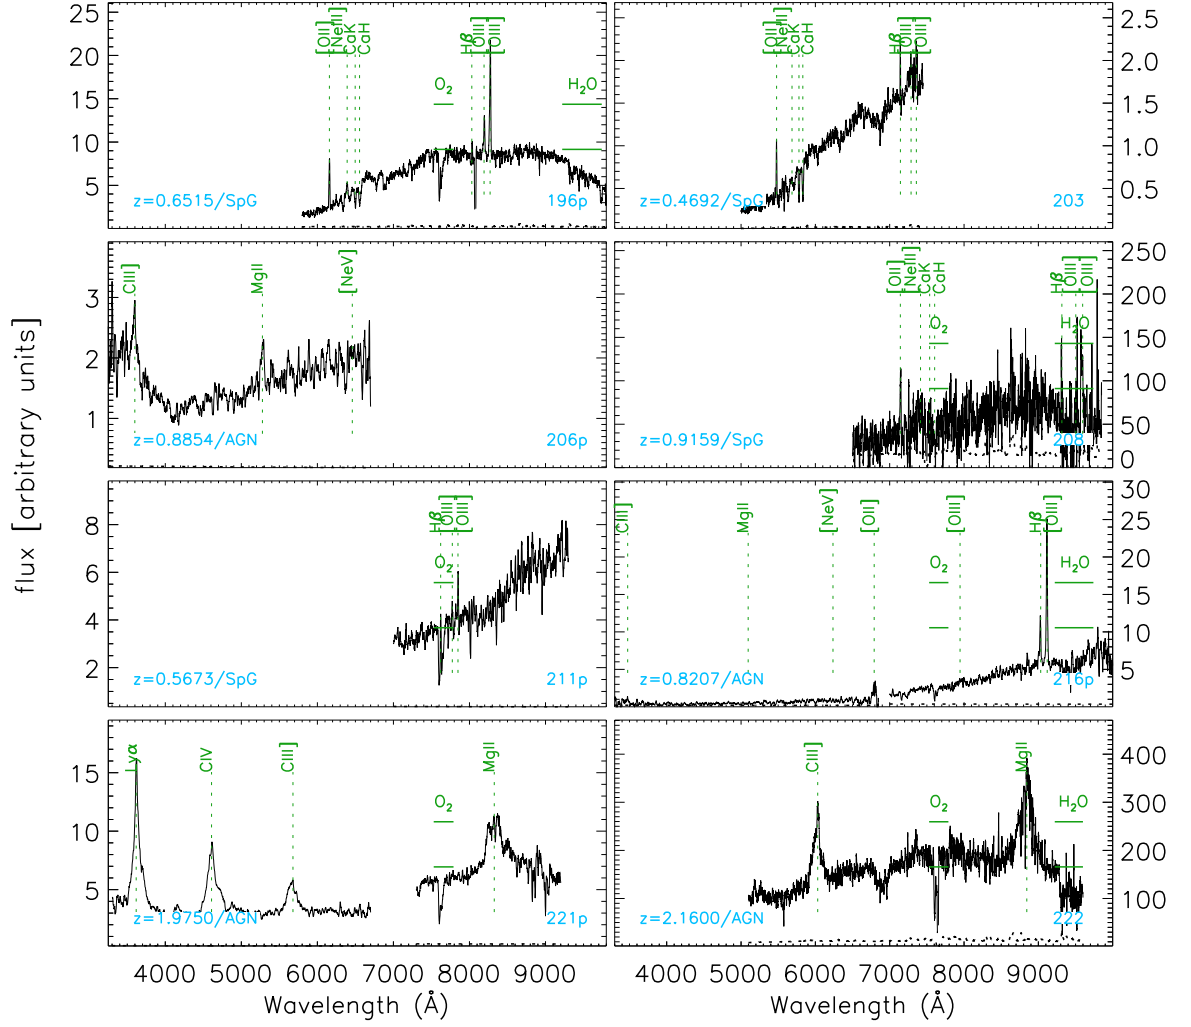 flux [arbitrary units]
25
20
15
10
5
[OII]
[NeIII]
CaK
CaH
Hβ
[OIII]
[OIII]
O2
H2O
z=0.6515/SpG
196p
[OII]
[NeIII]
CaK
CaH
Hβ
[OIII]
[OIII]
z=0.4692/SpG
203
2.5
2.0
1.5
1.0
0.5
3
2
1
CIII]
MgII
[NeV]
z=0.8854/AGN
206p
[OII]
[NeIII]
CaK
CaH
O2
Hβ
[OIII]
[OIII]
H2O
z=0.9159/SpG
208
250
200
150
100
50
0
8
6
4
2
Hβ
[OIII]
[OIII]
O2
z=0.5673/SpG
211p
CIII]
MgII
[NeV]
[OII]
[OIII]
Hβ
[OIII]
O2
H2O
z=0.8207/AGN
216p
30
25
20
15
10
5
15
10
5
Lyα
CIV
CIII]
MgII
O2
z=1.9750/AGN
221p
CIII]
MgII
O2
H2O
z=2.1600/AGN
222
400
300
200
100
4000 5000 6000 7000 8000 9000
Wavelength (Å)
4000 5000 6000 7000 8000 9000
Wavelength (Å)